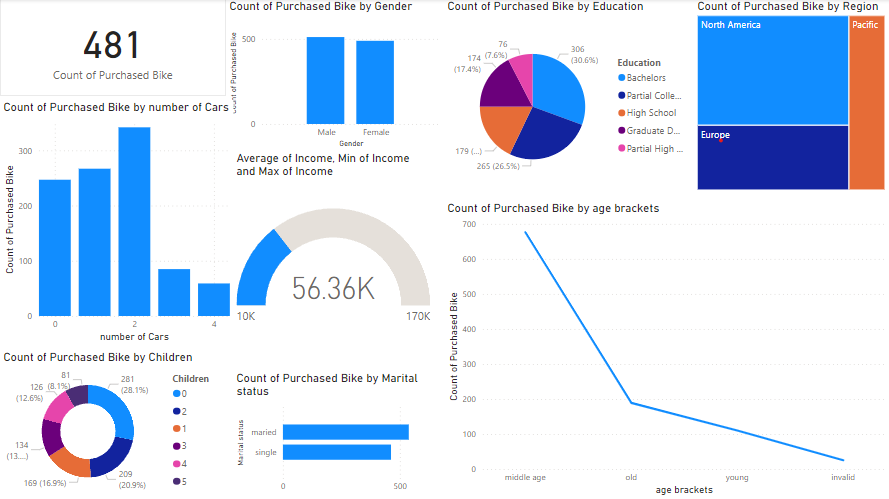 481
Count of Purchased Bike
Count of Purchased Bike by Gender
Count of Purchased Bike
500
0
Male
Female
Gender
Count of Purchased Bike by Education
76
(7.6%)
306
(30.6%)
174
(17.4%)
179 (...)
265 (26.5%)
Education
Bachelors
Partial Colle...
High School
Graduate D...
Partial High ...
Count of Purchased Bike by Region
North America
Pacific
Europe
Count of Purchased Bike by number of Cars
Count of Purchased Bike
300
200
100
0
0
2
4
number of Cars
Average of Income, Min of Income
and Max of Income
56.36K
10K
170K
Count of Purchased Bike by age brackets
Count of Purchased Bike
700
600
500
400
300
200
100
0
middle age
old
young
invalid
age brackets
Count of Purchased Bike by Children
81
(8.1%)
281
(28.1%)
126
(12.6%)
134
(13....)
169 (16.9%)
209
(20.9%)
Children
0
2
1
3
4
5
Count of Purchased Bike by Marital
status
Marital status
maried
single
0
500